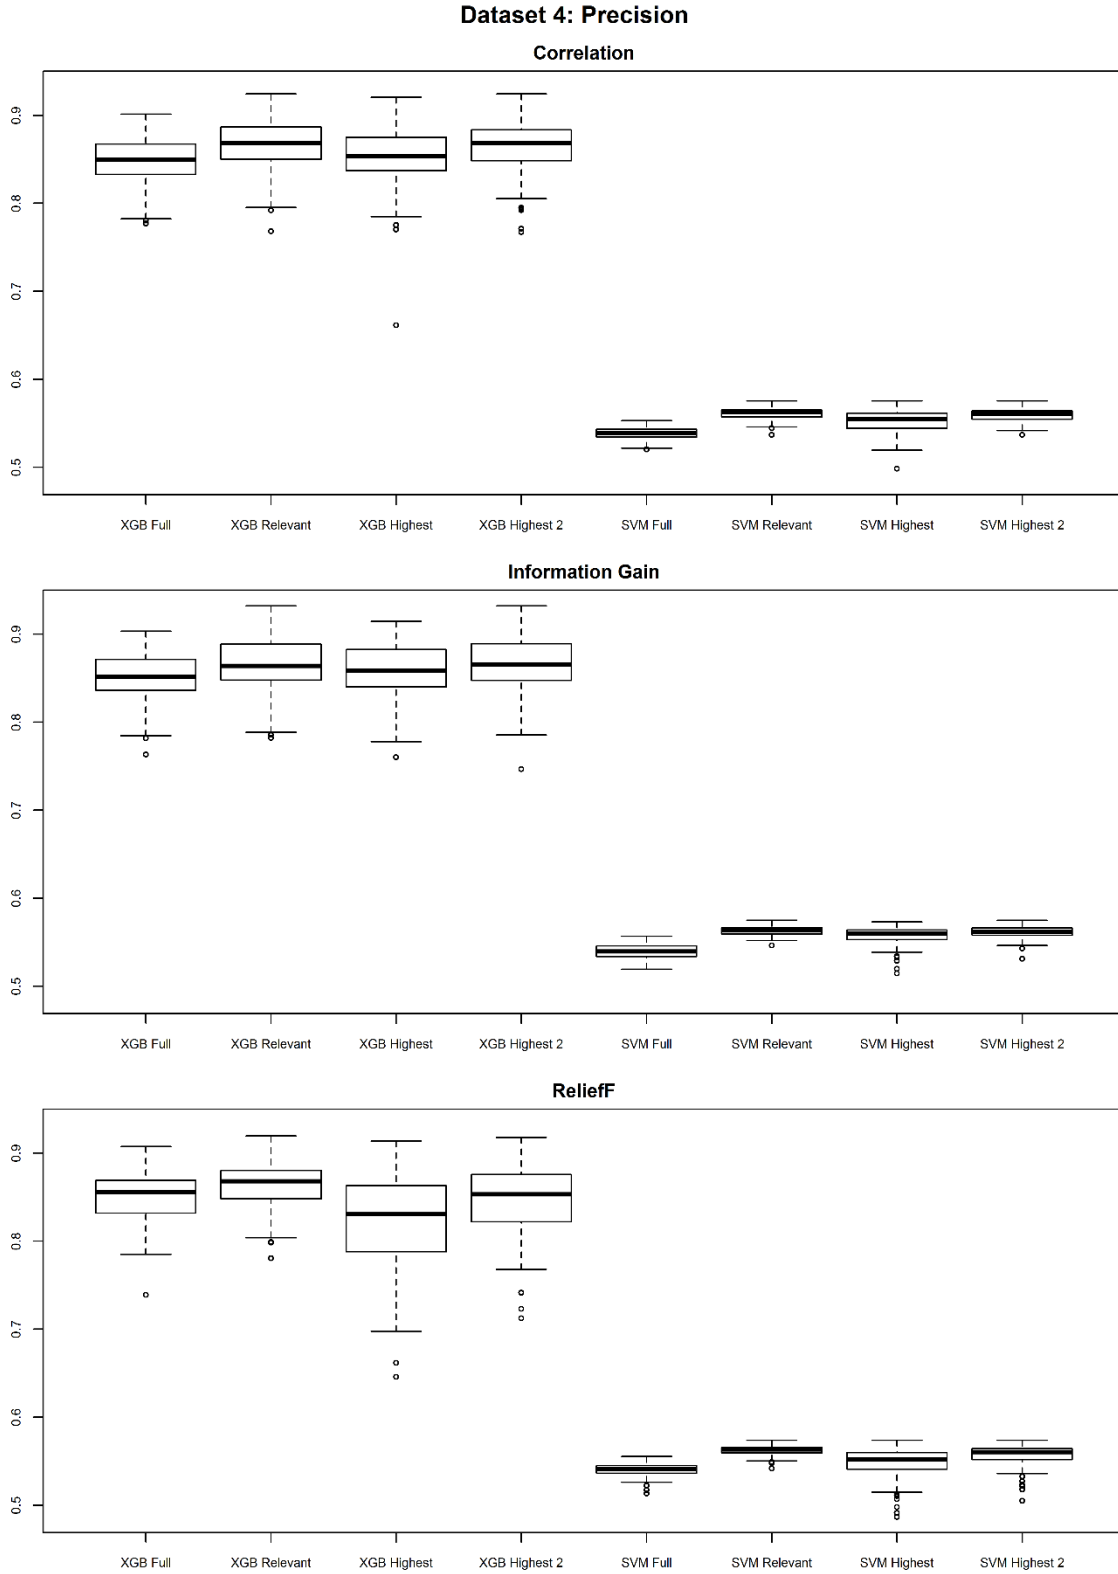 Dataset 4: Precision
Correlation
0.9
0.8
0.7
0.6
0.5
XGB Full XGB Relevant XGB Highest XGB Highest 2 SVM Full SVM Relevant SVM Highest SVM Highest 2
Information Gain
0.9
0.8
0.7
0.6
0.5
XGB Full XGB Relevant XGB Highest XGB Highest 2 SVM Full SVM Relevant SVM Highest SVM Highest 2
ReliefF
0.9
0.8
0.7
0.6
0.5
XGB Full XGB Relevant XGB Highest XGB Highest 2 SVM Full SVM Relevant SVM Highest SVM Highest 2